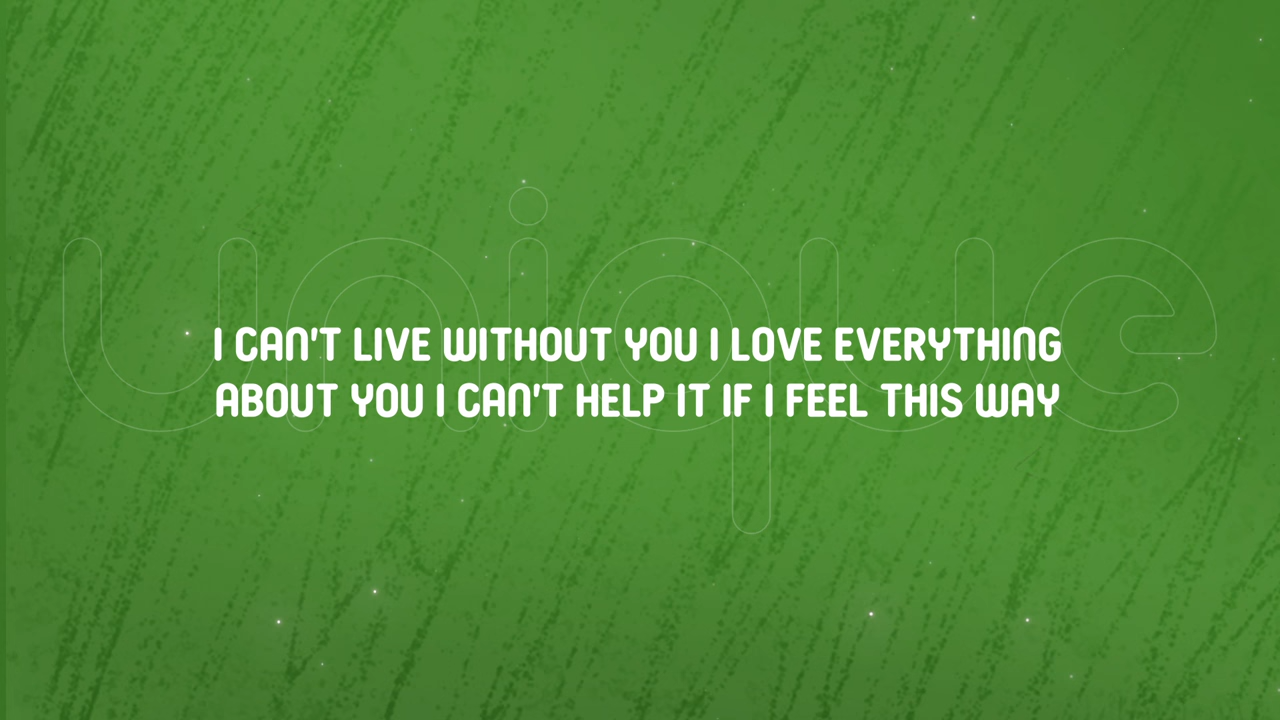 unique
I CAN'T LIVE WITHOUT YOU I LOVE EVERYTHING
ABOUT YOU I CAN'T HELP IT IF I FEEL THIS WAY